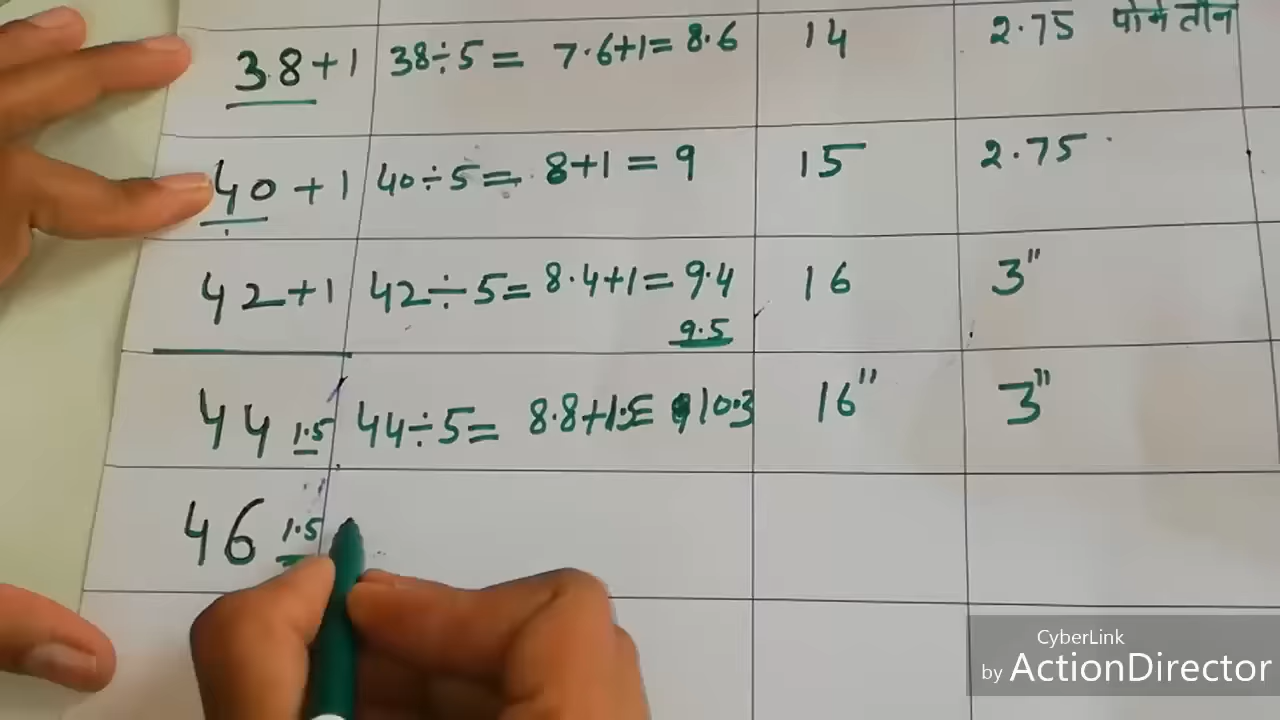 38+1 38÷5= 7.6+1=8.6 14 2.75 पोने तीन
40+1 40÷5= 8+1=9 15 2.75
42+1 42÷5= 8.4+1=9.4 16 3"
9.5
44 1.5 44÷5= 8.8+1.5= 10.3 16" 3"
46 1.5
CyberLink
by ActionDirector